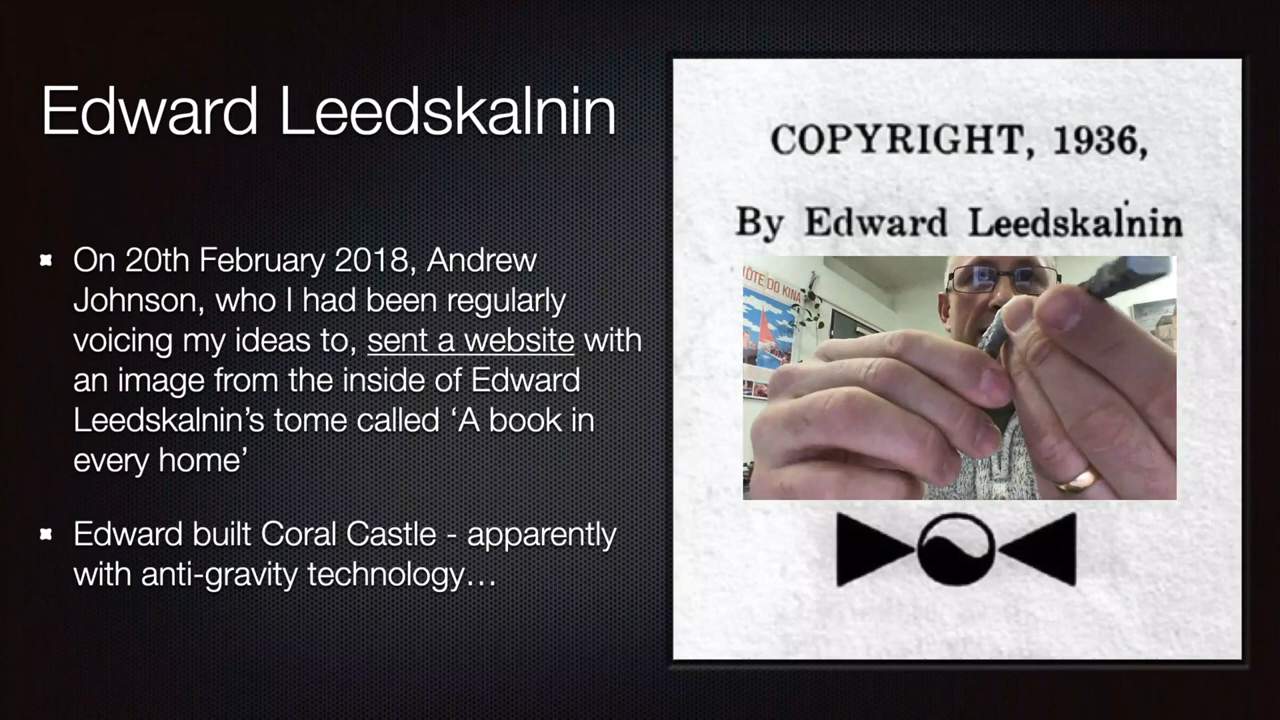 Edward Leedskalnin
On 20th February 2018, Andrew
Johnson, who I had been regularly
voicing my ideas to, sent a website with
an image from the inside of Edward
Leedskalnin’s tome called ‘A book in
every home’
Edward built Coral Castle - apparently
with anti-gravity technology…
COPYRIGHT, 1936,
By Edward Leedskalnin
DO KINA